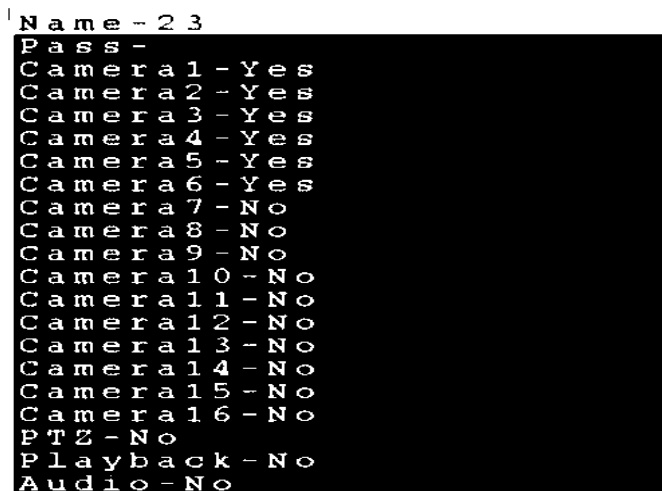 Name-23
Pass-
Camera1-Yes
Camera2-Yes
Camera3-Yes
Camera4-Yes
Camera5-Yes
Camera6-Yes
Camera7-No
Camera8-No
Camera9-No
Camera10-No
Camera11-No
Camera12-No
Camera13-No
Camera14-No
Camera15-No
Camera16-No
PTZ-No
Playback-No
Audio-No